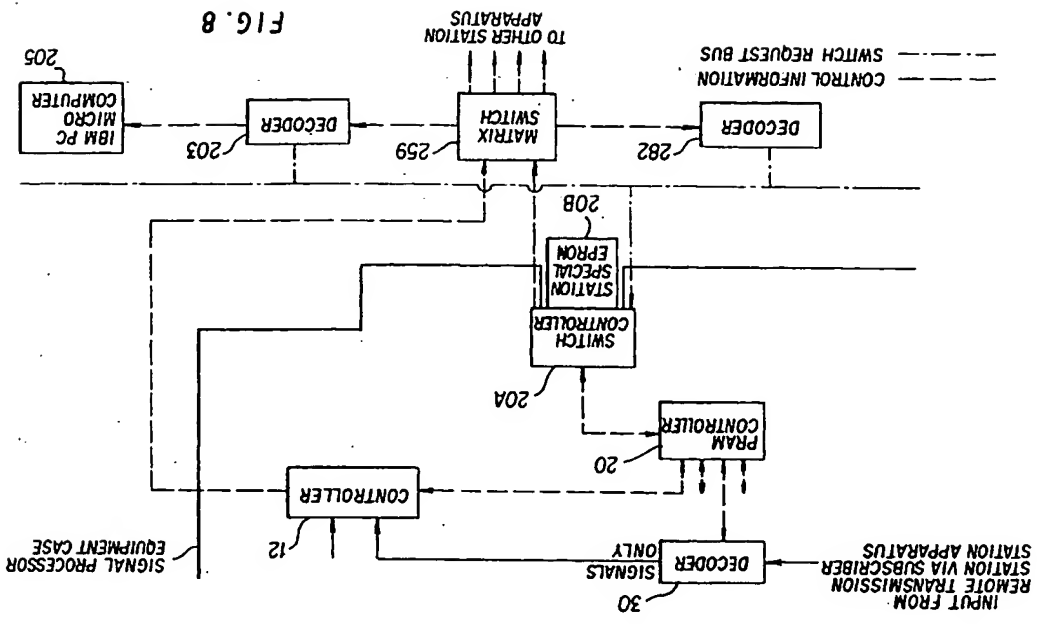 INPUT FROM
REMOTE TRANSMISSION
STATION VIA SUBSCRIBER
STATION APPARATUS
30
DECODER
SIGNALS
ONLY
12
CONTROLLER
SIGNAL PROCESSOR
EQUIPMENT CASE
20
PRAM
CONTROLLER
20A
SWITCH
CONTROLLER
STATION
SPECIAL
EPRON
20B
282
DECODER
259
MATRIX
SWITCH
203
DECODER
IBM PC
MICRO
COMPUTER
205
CONTROL INFORMATION
SWITCH REQUEST BUS
TO OTHER STATION
APPARATUS
FIG. 8